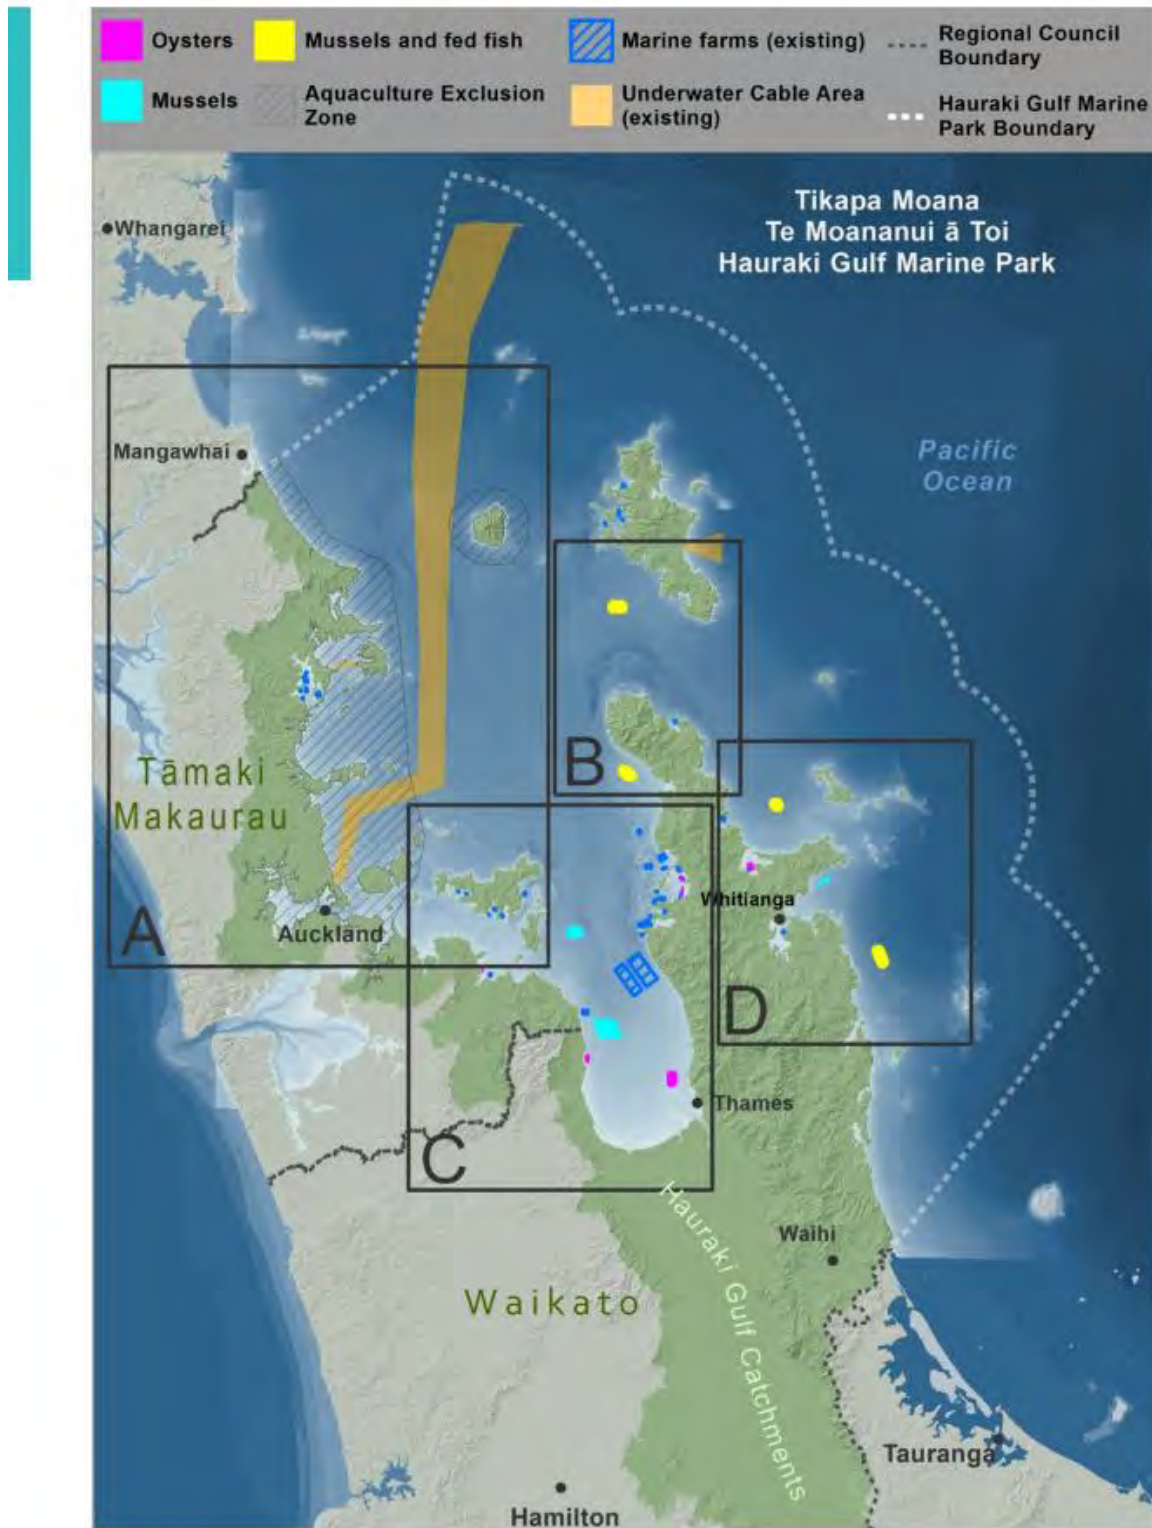 Oysters
Mussels and fed fish
Marine farms (existing)
Regional Council
Boundary
Mussels
Aquaculture Exclusion
Zone
Underwater Cable Area
(existing)
Hauraki Gulf Marine
Park Boundary
Tikapa Moana
Te Moananui ā Toi
Hauraki Gulf Marine Park
Whangarei
Mangawhai
Pacific
Ocean
Tāmaki
Makaurau
B
Whitianga
A
Auckland
D
Thames
C
Hauraki Gulf Catchments
Waihi
Waikato
Tauranga
Hamilton